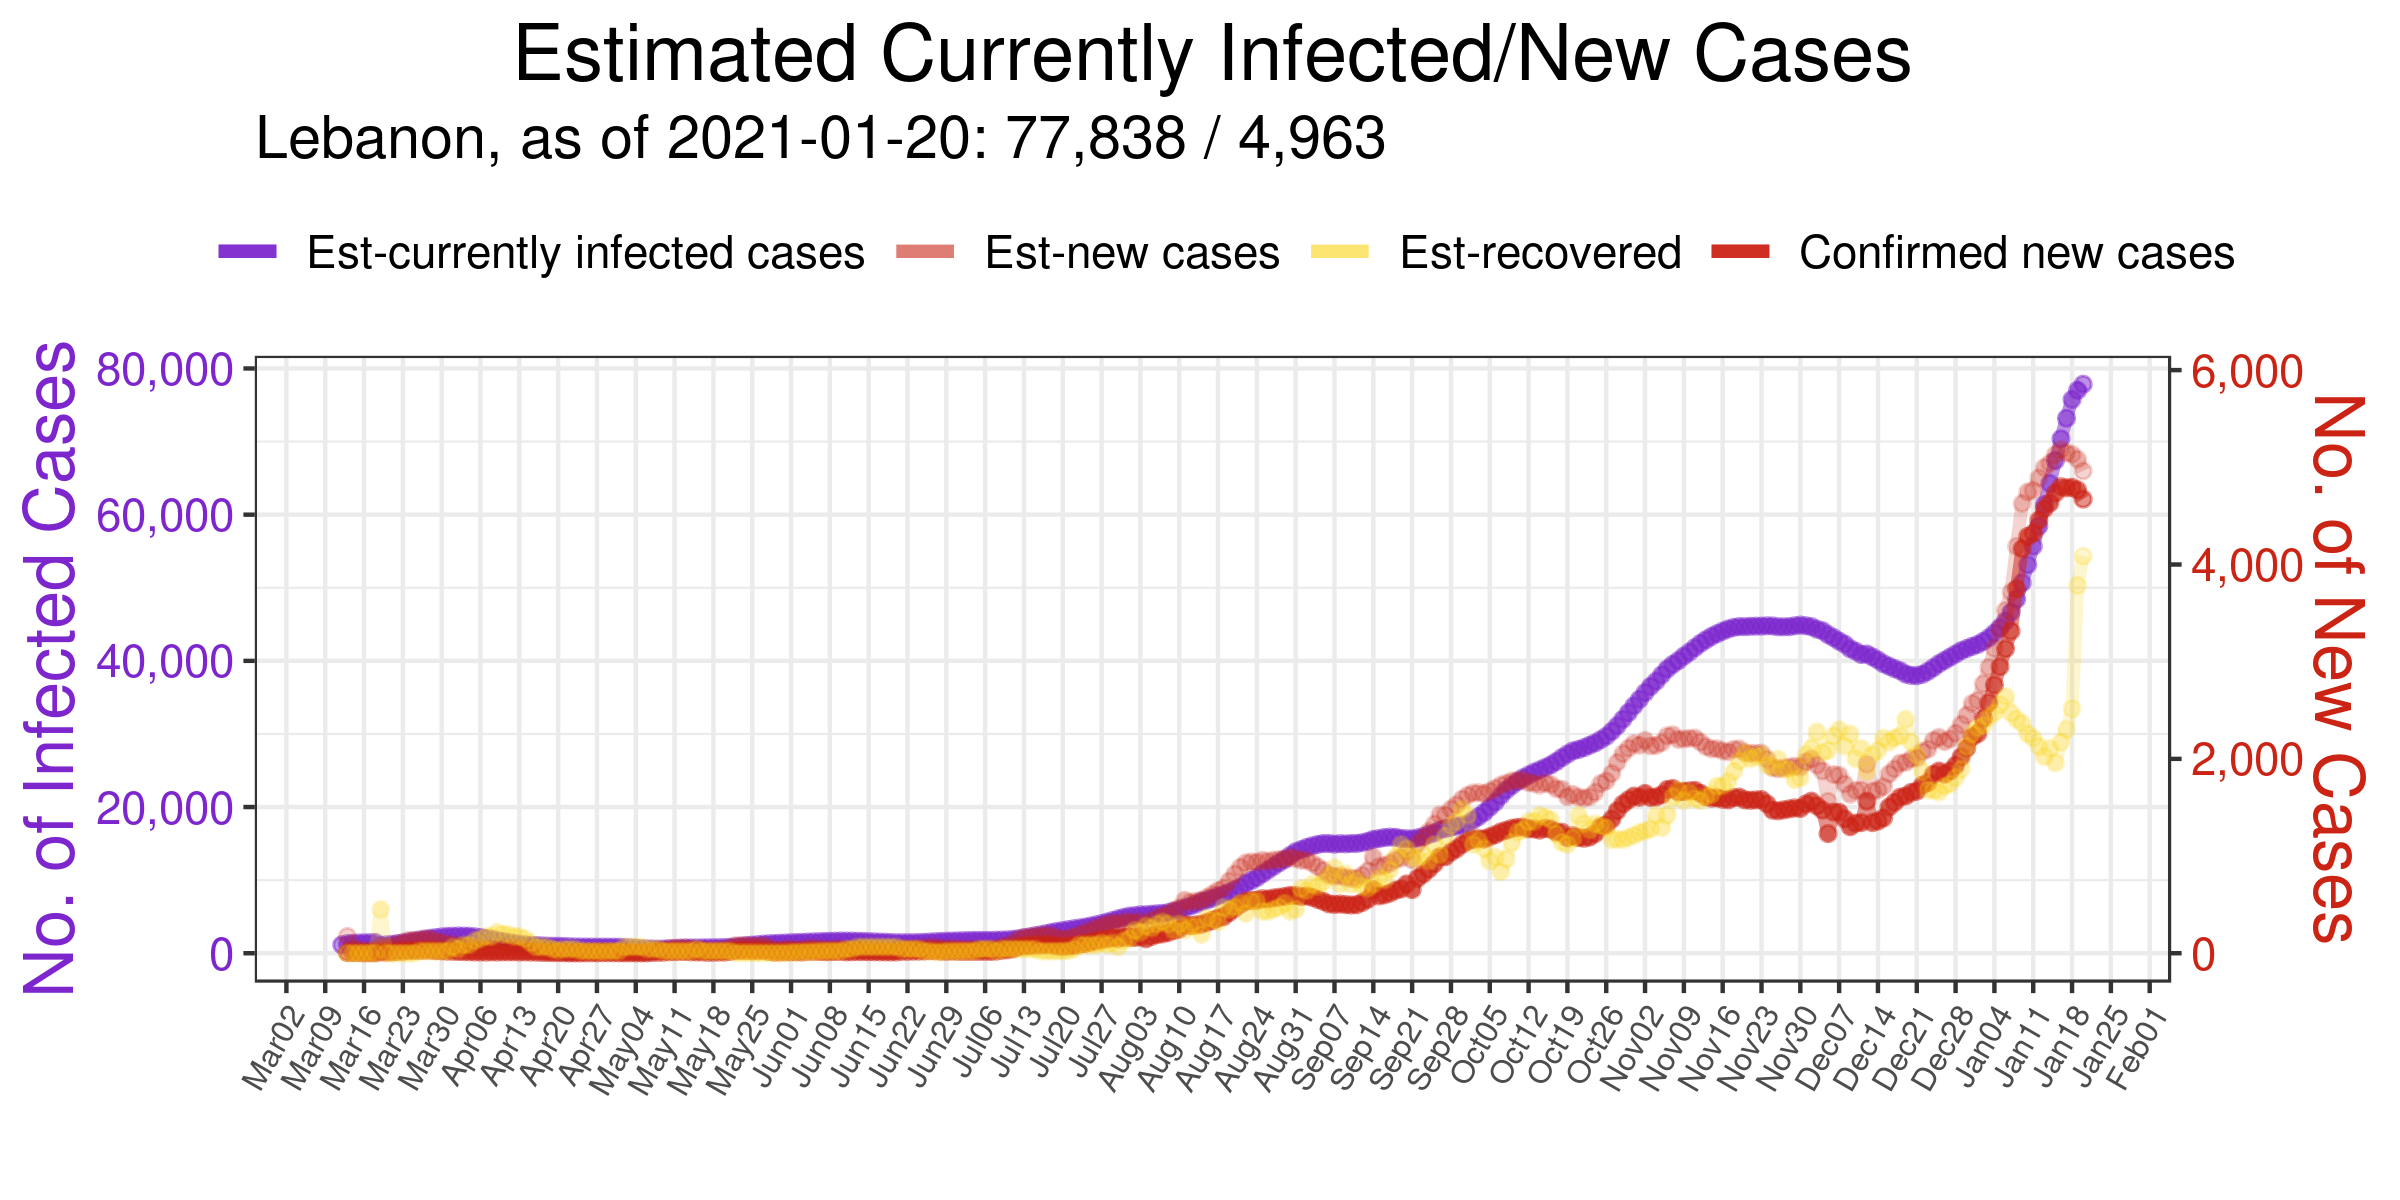 Estimated Currently Infected/New Cases
Lebanon, as of 2021-01-20: 77,838 / 4,963
Est-currently infected cases Est-new cases Est-recovered Confirmed new cases
No. of Infected Cases
80,000
60,000
40,000
20,000
0
6,000
4,000
2,000
0
No. of New Cases
Mar02 Mar09 Mar16 Mar23 Mar30 Apr06 Apr13 Apr20 Apr27 May04 May11 May18 May25 Jun01 Jun08 Jun15 Jun22 Jun29 Jul06 Jul13 Jul20 Jul27 Aug03 Aug10 Aug17 Aug24 Aug31 Sep07 Sep14 Sep21 Sep28 Oct05 Oct12 Oct19 Oct26 Nov02 Nov09 Nov16 Nov23 Nov30 Dec07 Dec14 Dec21 Dec28 Jan04 Jan11 Jan18 Jan25 Feb01